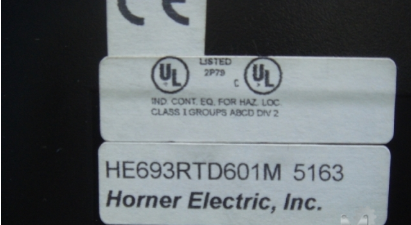 CE
UL LISTED 2P79 C UL
IND. CONT. EQ. FOR HAZ. LOC.
CLASS I GROUPS ABCD DIV 2
HE693RTD601M 5163
Horner Electric, Inc.